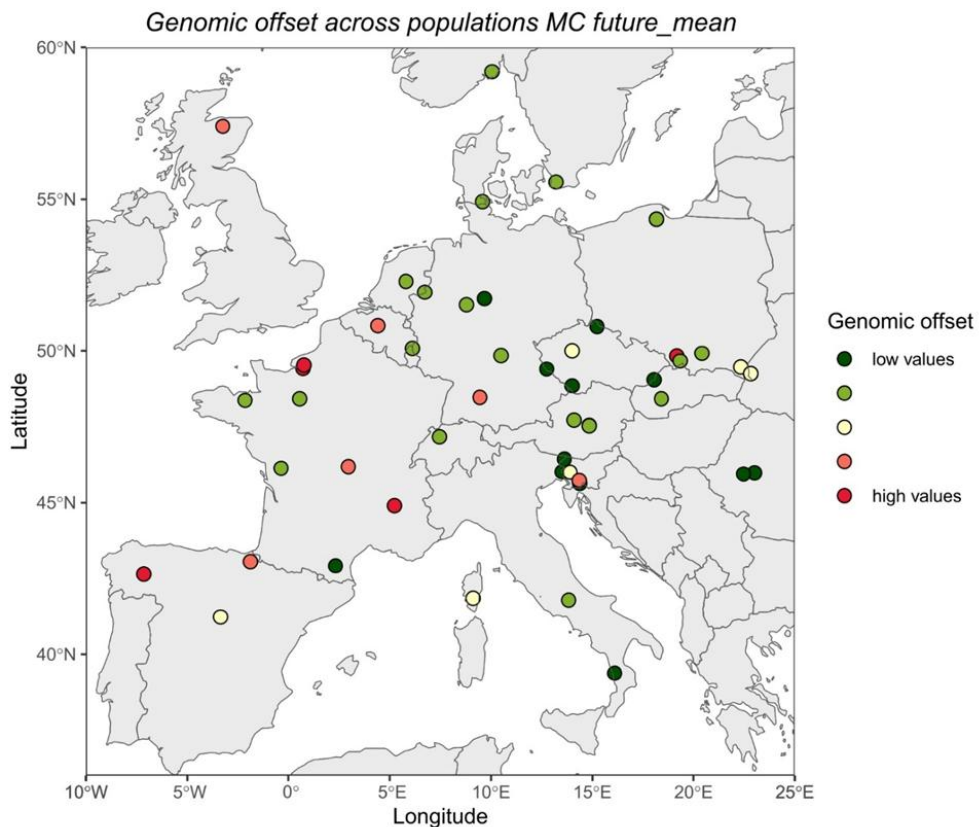 Genomic offset across populations MC future_mean
60°N
55°N
50°N
45°N
40°N
Latitude
10°W 5°W 0° 5°E 10°E 15°E 20°E 25°E
Longitude
Genomic offset
low values
high values